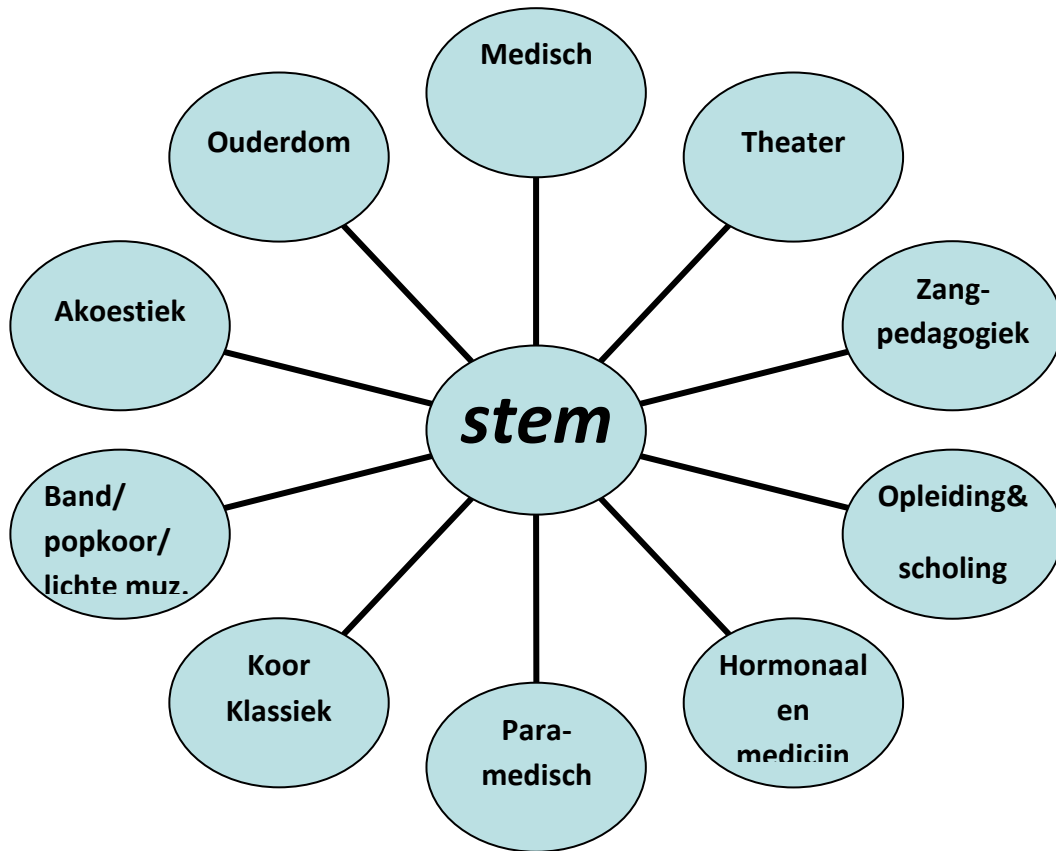 Medisch
Ouderdom
Theater
Akoestiek
Zang-
pedagogiek
stem
Band/
popkoor/
lichte muz.
Opleiding&
scholing
Koor
Klassiek
Hormonaal
en
medicijn
Para-
medisch